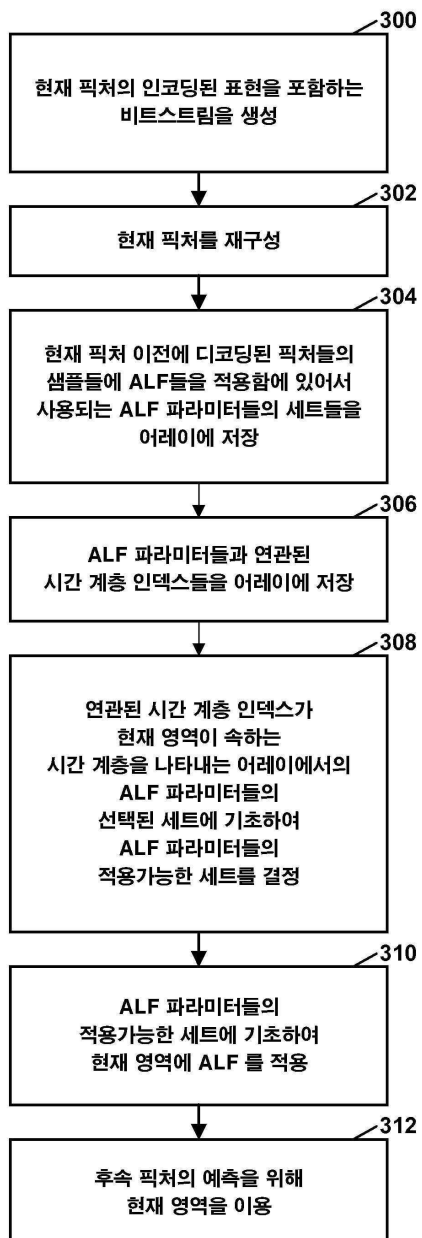 300
현재 픽처의 인코딩된 표현을 포함하는
비트스트림을 생성
302
현재 픽처를 재구성
304
현재 픽처 이전에 디코딩된 픽처들의
샘플들에 ALF들을 적용함에 있어서
사용되는 ALF 파라미터들의 세트들을
어레이에 저장
306
ALF 파라미터들과 연관된
시간 계층 인덱스들을 어레이에 저장
308
연관된 시간 계층 인덱스가
현재 영역이 속하는
시간 계층을 나타내는 어레이에서의
ALF 파라미터들의
선택된 세트에 기초하여
ALF 파라미터들의
적용가능한 세트를 결정
310
ALF 파라미터들의
적용가능한 세트에 기초하여
현재 영역에 ALF 를 적용
312
후속 픽처의 예측을 위해
현재 영역을 이용